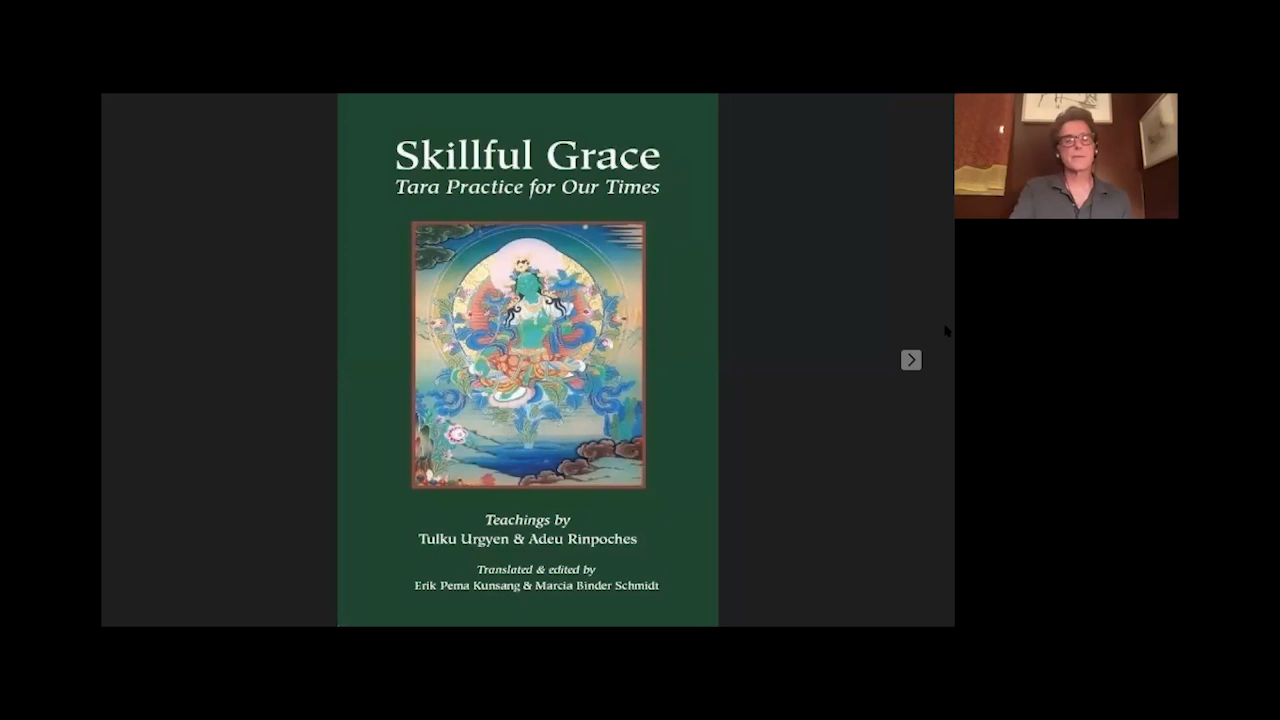 Skillful Grace
Tara Practice for Our Times
Teachings by
Tulku Urgyen & Adeu Rinpoches
Translated & edited by
Erik Pema Kunsang & Marcia Binder Schmidt